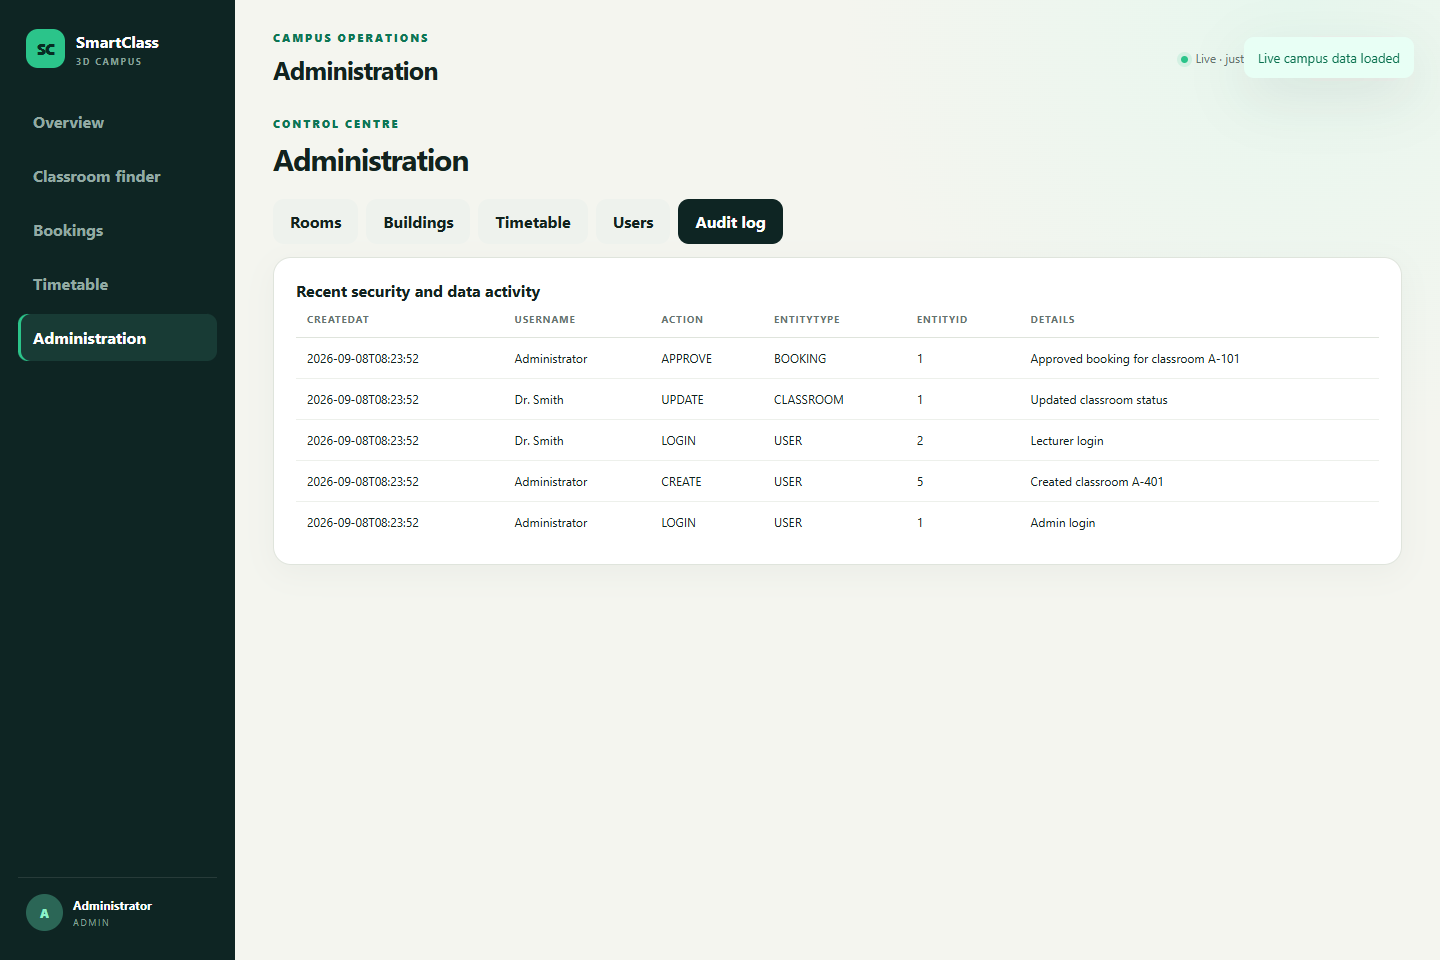 SC
SmartClass
3D CAMPUS
Overview
Classroom finder
Bookings
Timetable
Administration
A
Administrator
ADMIN
CAMPUS OPERATIONS
Administration
Live · just
Live campus data loaded
CONTROL CENTRE
Administration
Rooms Buildings Timetable Users Audit log
Recent security and data activity
CREATEDAT USERNAME ACTION ENTITYTYPE ENTITYID DETAILS
2026-09-08T08:23:52 Administrator APPROVE BOOKING 1 Approved booking for classroom A-101
2026-09-08T08:23:52 Dr. Smith UPDATE CLASSROOM 1 Updated classroom status
2026-09-08T08:23:52 Dr. Smith LOGIN USER 2 Lecturer login
2026-09-08T08:23:52 Administrator CREATE USER 5 Created classroom A-401
2026-09-08T08:23:52 Administrator LOGIN USER 1 Admin login